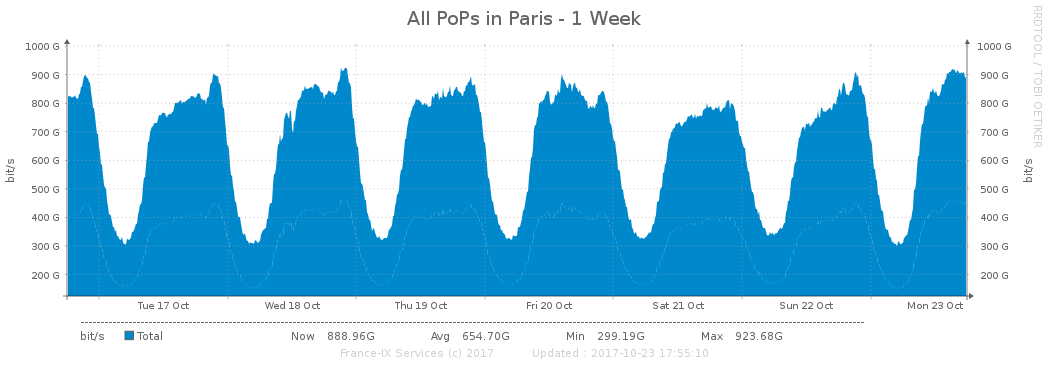 All PoPs in Paris - 1 Week
RRDTOOL / TOBI OETIKER
1000 G 1000 G
900 G 900 G
800 G 800 G
700 G 700 G
600 G 600 G
500 G 500 G
400 G 400 G
300 G 300 G
200 G 200 G
bit/s bit/s
Tue 17 Oct Wed 18 Oct Thu 19 Oct Fri 20 Oct Sat 21 Oct Sun 22 Oct Mon 23 Oct
bit/s Total Now 888.96G Avg 654.70G Min 299.19G Max 923.68G
France-IX Services (c) 2017 Updated : 2017-10-23 17:55:10